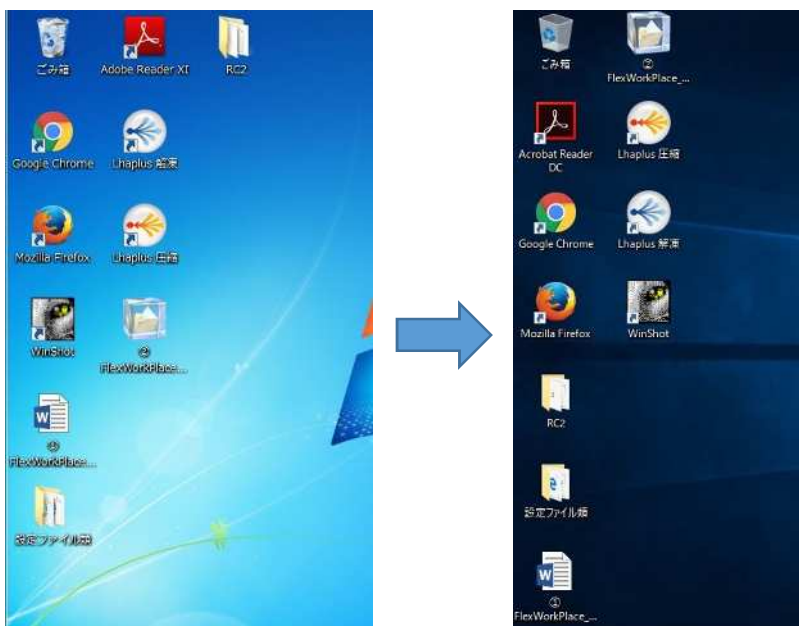 ごみ箱
Adobe Reader XI
RC2
Google Chrome
Lhaplus 解凍
Mozilla Firefox
Lhaplus 圧縮
WinShot
②
FlexWorkPlace...
①
FlexWorkPlace...
設定ファイル類
ごみ箱
②
FlexWorkPlace_...
Acrobat Reader
DC
Lhaplus 圧縮
Google Chrome
Lhaplus 解凍
Mozilla Firefox
WinShot
RC2
設定ファイル類
①
FlexWorkPlace_...